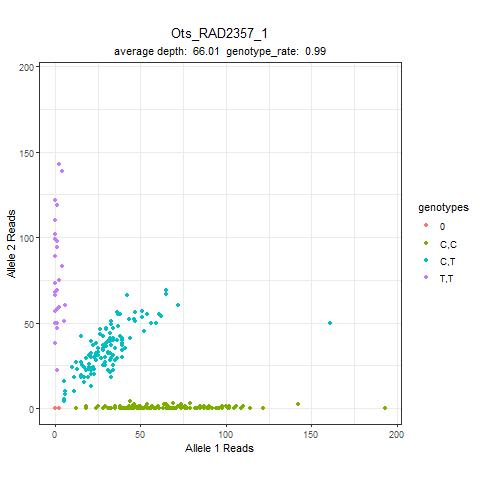 Ots_RAD2357_1
average depth:  66.01  genotype_rate:  0.99
200
150
100
50
0
Allele 2 Reads
0
50
100
150
200
Allele 1 Reads
genotypes
0
C,C
C,T
T,T